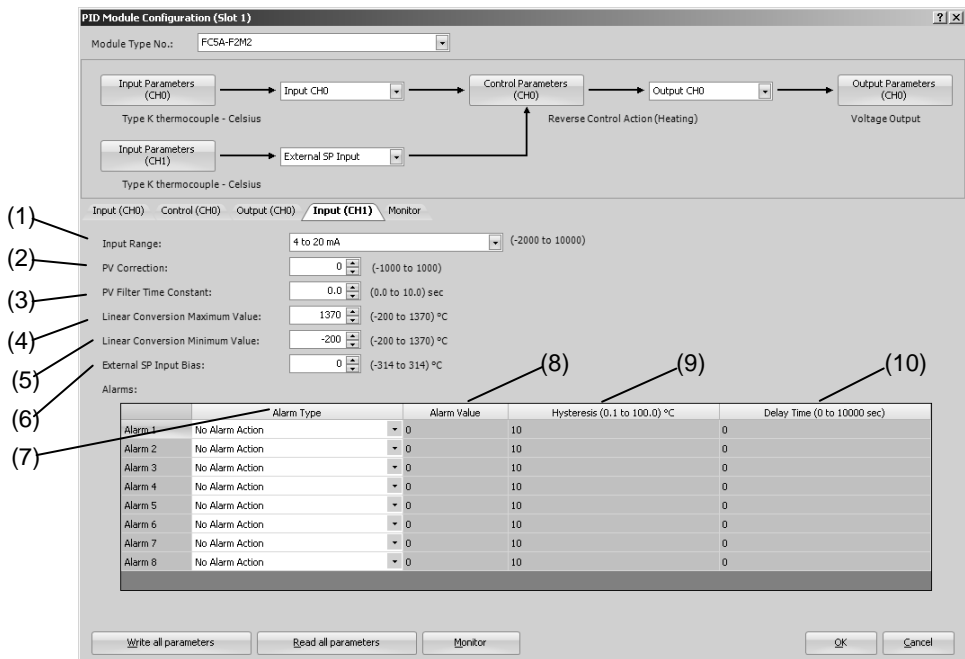 PID Module Configuration (Slot 1)
Module Type No.: FC5A-F2M2
Input Parameters (CH0)
Input CH0
Control Parameters (CH0)
Output CH0
Output Parameters (CH0)
Type K thermocouple - Celsius
Reverse Control Action (Heating)
Voltage Output
Input Parameters (CH1)
External SP Input
Type K thermocouple - Celsius
Input (CH0) Control (CH0) Output (CH0) Input (CH1) Monitor
(1) Input Range: 4 to 20 mA (-2000 to 10000)
(2) PV Correction: 0 (-1000 to 1000)
(3) PV Filter Time Constant: 0.0 (0.0 to 10.0) sec
(4) Linear Conversion Maximum Value: 1370 (-200 to 1370) °C
(5) Linear Conversion Minimum Value: -200 (-200 to 1370) °C
(6) External SP Input Bias: 0 (-314 to 314) °C
(8) (9) (10)
Alarms:
(7) Alarm Type Alarm Value Hysteresis (0.1 to 100.0) °C Delay Time (0 to 10000 sec)
Alarm 1 No Alarm Action 0 10 0
Alarm 2 No Alarm Action 0 10 0
Alarm 3 No Alarm Action 0 10 0
Alarm 4 No Alarm Action 0 10 0
Alarm 5 No Alarm Action 0 10 0
Alarm 6 No Alarm Action 0 10 0
Alarm 7 No Alarm Action 0 10 0
Alarm 8 No Alarm Action 0 10 0
Write all parameters Read all parameters Monitor OK Cancel